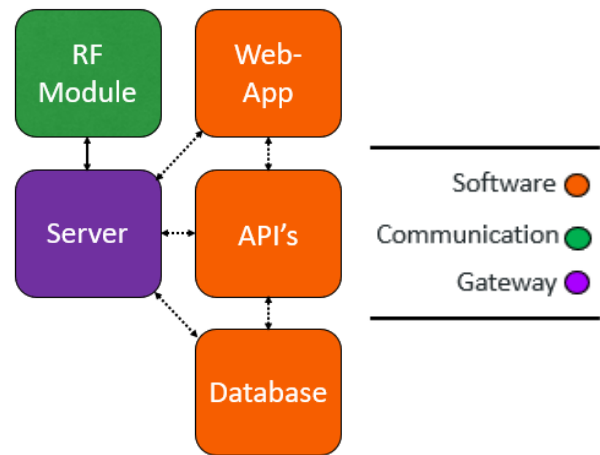 RF
Module
Web-
App
Server
API's
Database
Software
Communication
Gateway